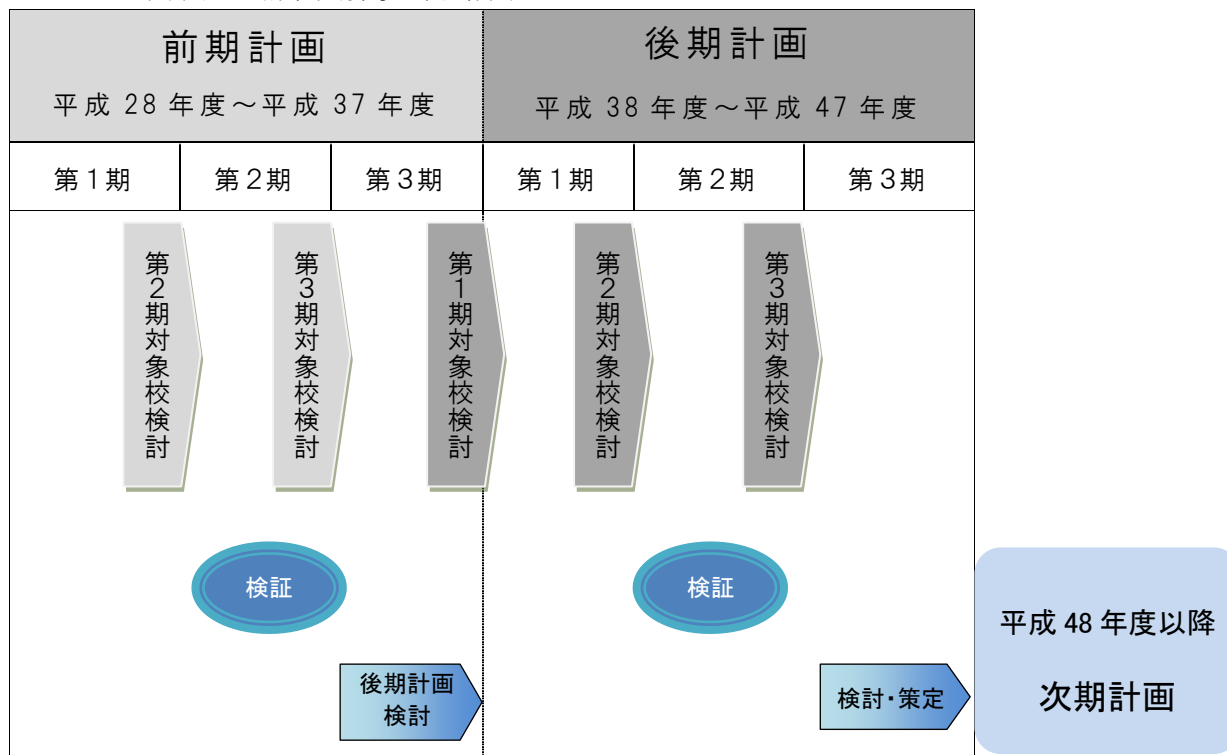 前期計画
平成 28 年度～平成 37 年度
後期計画
平成 38 年度～平成 47 年度
第１期
第２期
第３期
第１期
第２期
第３期
第２期対象校検討
第３期対象校検討
第１期対象校検討
第２期対象校検討
第３期対象校検討
検証
検証
後期計画
検討
検討・策定
平成 48 年度以降
次期計画